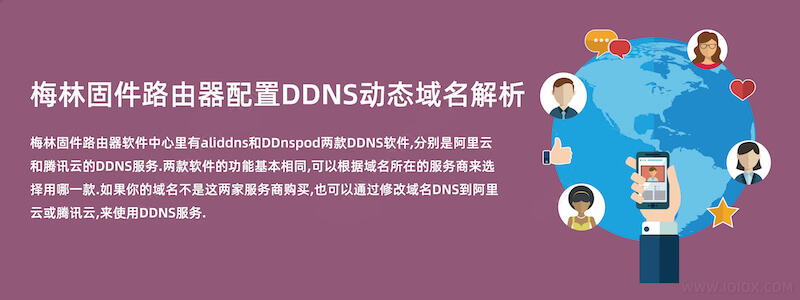 梅林固件路由器配置DDNS动态域名解析
梅林固件路由器软件中心里有aliddns和DDnspod两款DDNS软件,分别是阿里云
和腾讯云的DDNS服务.两款软件的功能基本相同,可以根据域名所在的服务商来选
择用哪一款.如果你的域名不是这两家服务商购买,也可以通过修改域名DNS到阿里
云或腾讯云,来使用DDNS服务.
WWW.IOIOX.COM